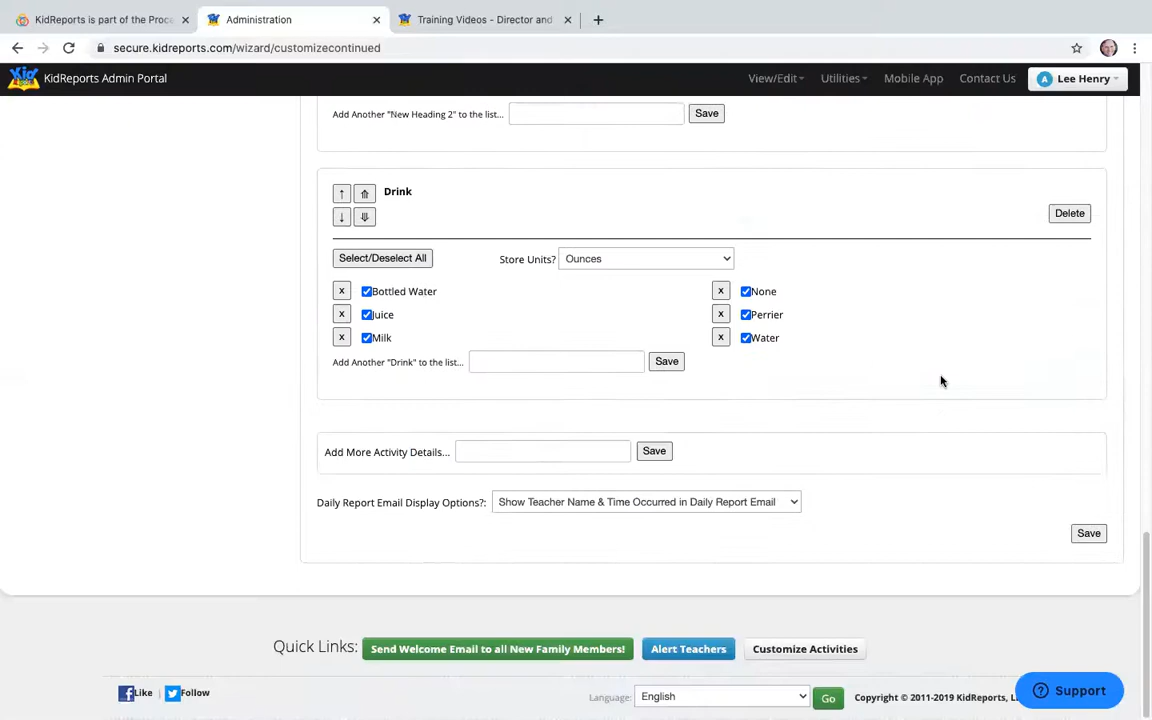 KidReports is part of the Proce
Administration
Training Videos - Director and
secure.kidreports.com/wizard/customizecontinued
KidReports Admin Portal
View/Edit
Utilities
Mobile App
Contact Us
A Lee Henry
Add Another "New Heading 2" to the list... Save
Drink
Delete
Select/Deselect All Store Units? Ounces
x Bottled Water x None
x Juice x Perrier
x Milk x Water
Add Another "Drink" to the list... Save
Add More Activity Details... Save
Daily Report Email Display Options?: Show Teacher Name & Time Occurred in Daily Report Email
Save
Quick Links: Send Welcome Email to all New Family Members! Alert Teachers Customize Activities
Like | Follow Language: English Go Copyright © 2011-2019 KidReports, L
Support